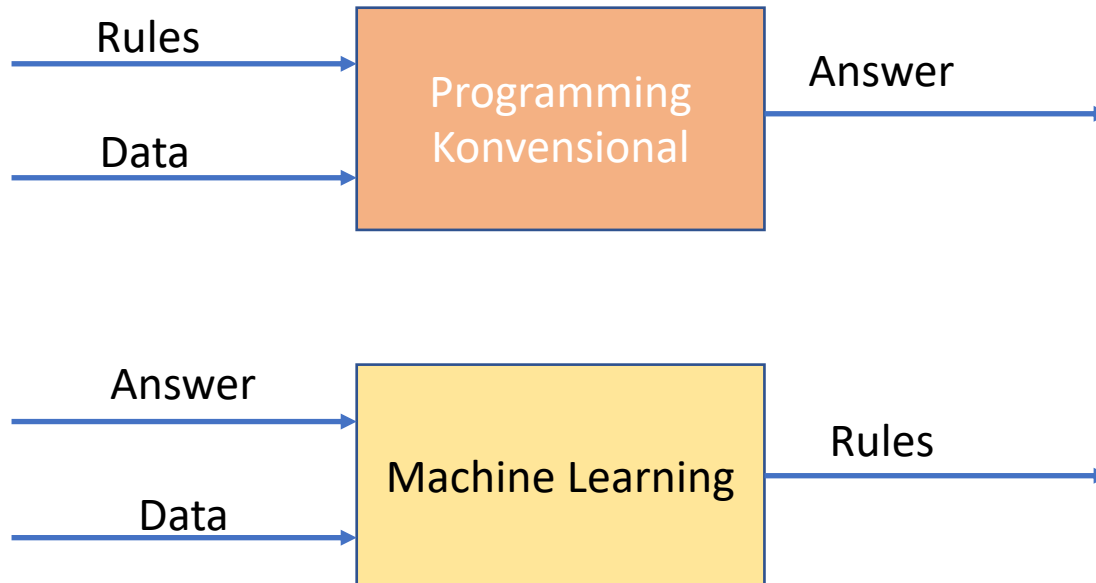 Rules
Data
Programming
Konvensional
Answer
Answer
Data
Machine Learning
Rules